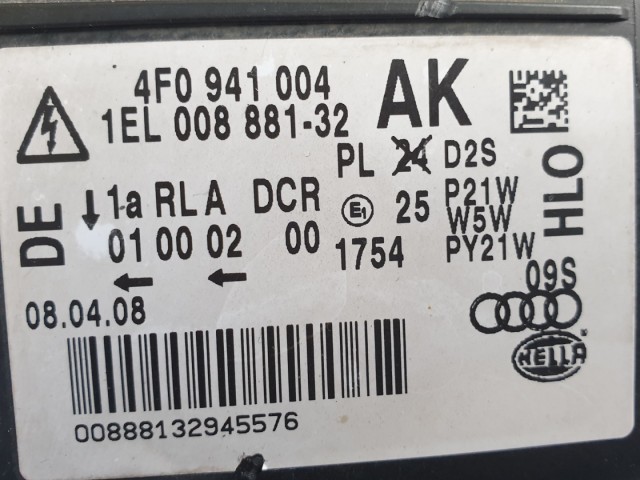 4F0 941 004 AK
1EL 008 881-32
PL 24 D2S
DE 1a RL A DCR E1 25 P21W
W5W
01 00 02 00 1754 PY21W
HLO
09S
08.04.08
HELLA
00888132945576